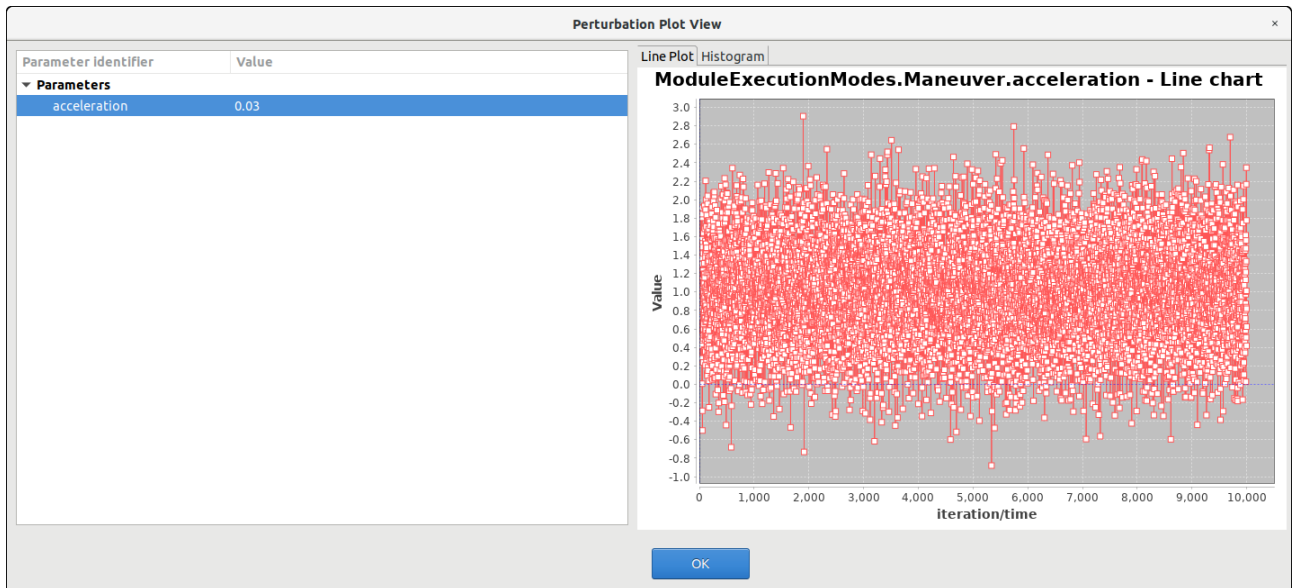 Perturbation Plot View ×
Parameter identifier Value
Parameters
acceleration 0.03
Line Plot Histogram
ModuleExecutionModes.Maneuver.acceleration - Line chart
3.0
2.8
2.6
2.4
2.2
2.0
1.8
1.6
1.4
1.2
1.0
0.8
0.6
0.4
0.2
0.0
-0.2
-0.4
-0.6
-0.8
-1.0
Value
0 1,000 2,000 3,000 4,000 5,000 6,000 7,000 8,000 9,000 10,000
iteration/time
OK